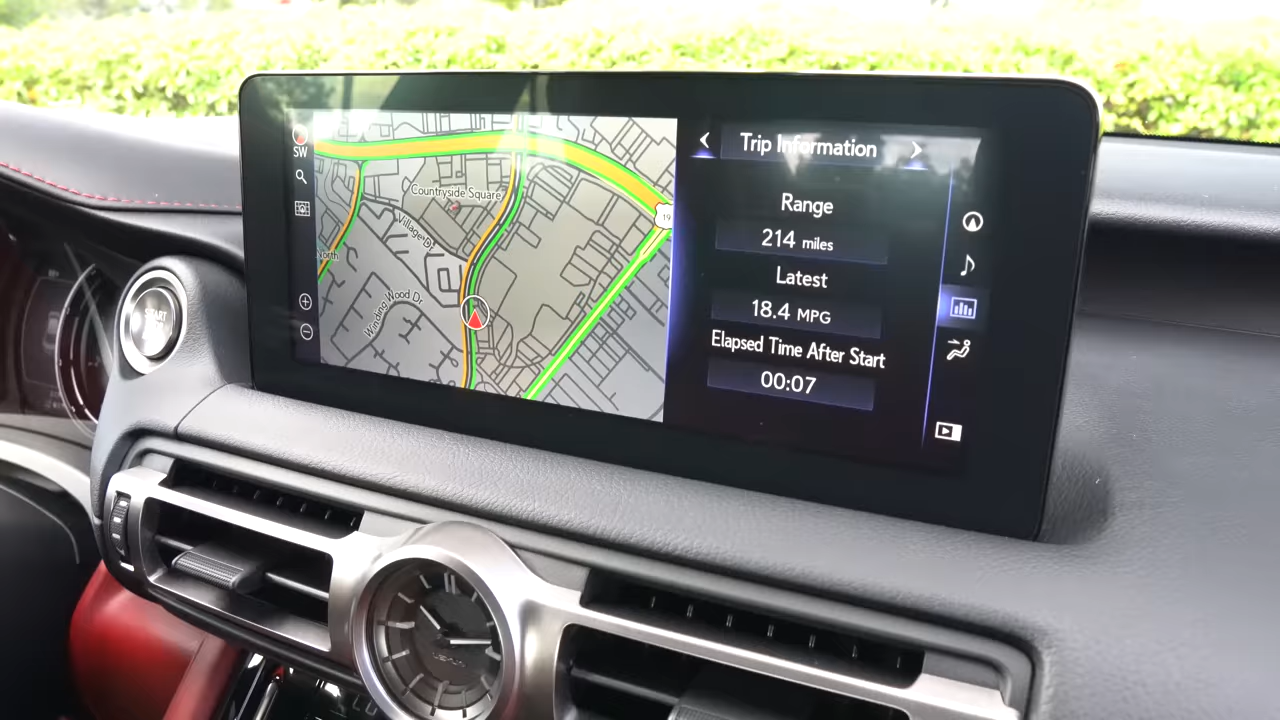 SW
Countryside Square
Village Dr
North
Winding Wood Dr
19
Trip Information
Range
214 miles
Latest
18.4 MPG
Elapsed Time After Start
00:07
START